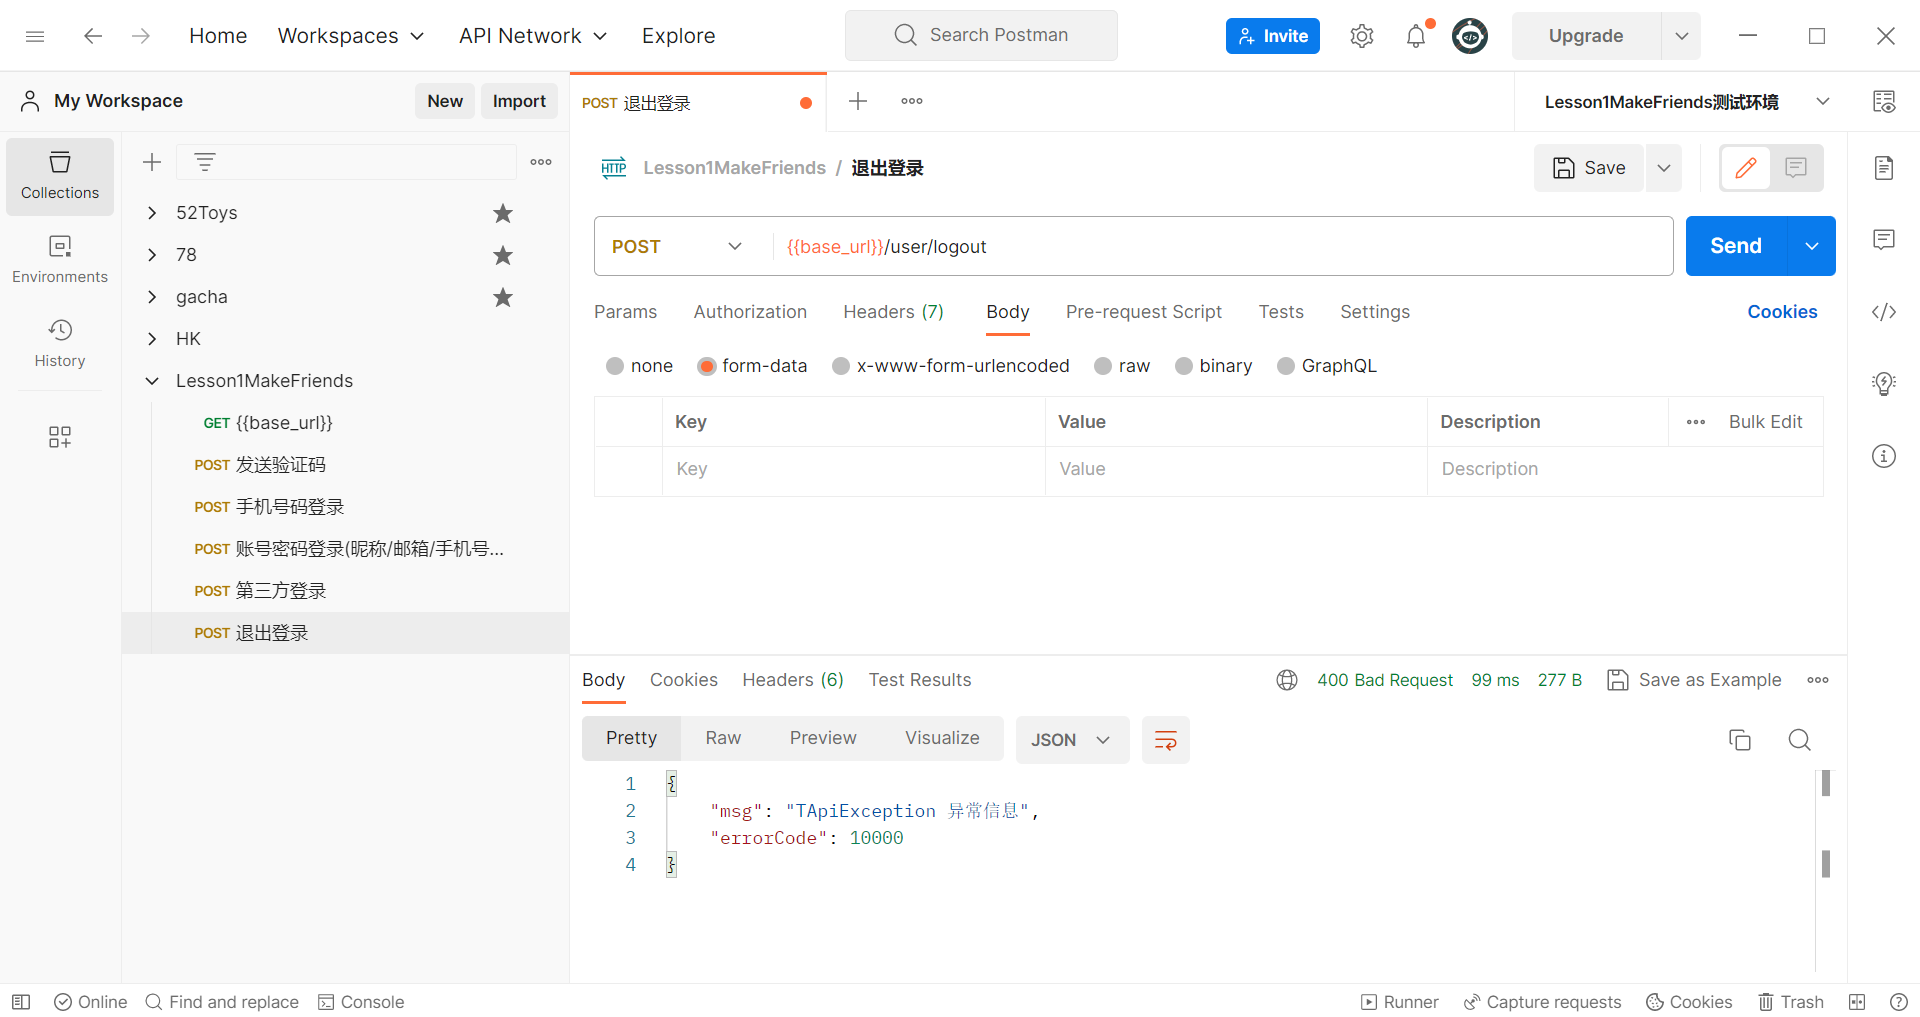 Home Workspaces API Network Explore Search Postman Invite Upgrade
My Workspace New Import
POST 退出登录
Lesson1MakeFriends测试环境
Collections
Environments
History
52Toys
78
gacha
HK
Lesson1MakeFriends
GET {{base_url}}
POST 发送验证码
POST 手机号码登录
POST 账号密码登录(昵称/邮箱/手机号...
POST 第三方登录
POST 退出登录
HTTP Lesson1MakeFriends / 退出登录 Save
POST {{base_url}}/user/logout Send
Params Authorization Headers (7) Body Pre-request Script Tests Settings Cookies
none form-data x-www-form-urlencoded raw binary GraphQL
Key Value Description Bulk Edit
Key Value Description
Body Cookies Headers (6) Test Results 400 Bad Request 99 ms 277 B Save as Example
Pretty Raw Preview Visualize JSON
1 {
2 "msg": "TApiException 异常信息",
3 "errorCode": 10000
4 }
Online Find and replace Console Runner Capture requests Cookies Trash